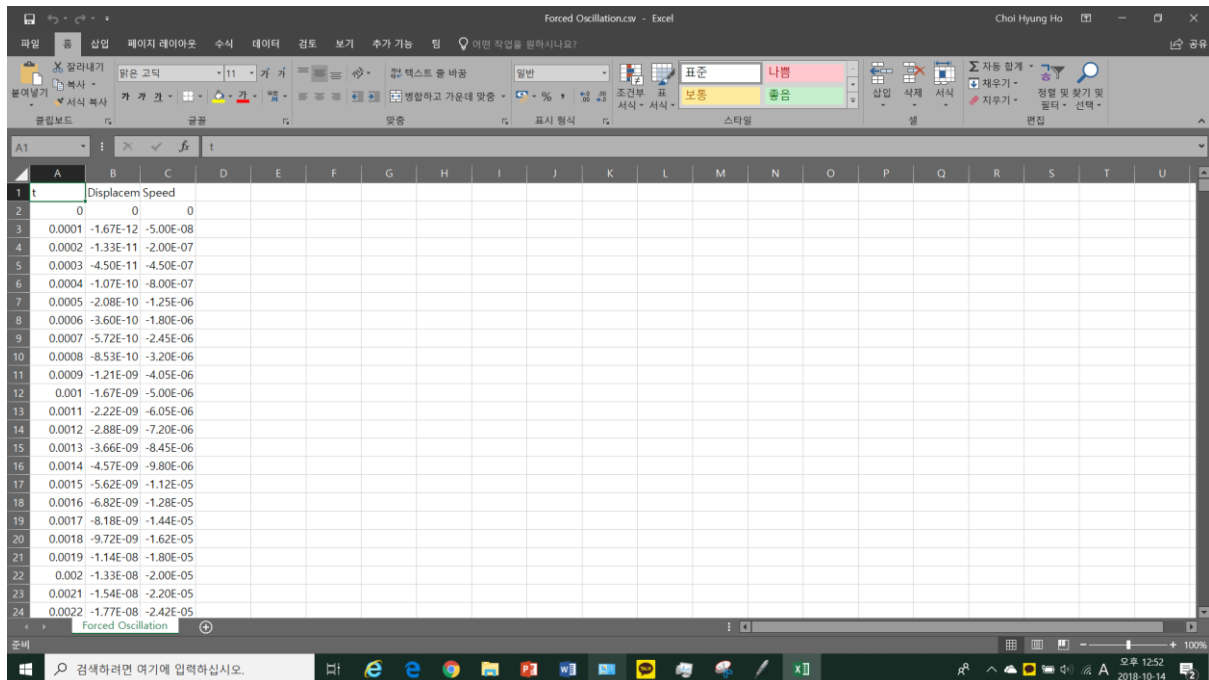 Forced Oscillation.csv - Excel
Choi Hyung Ho
파일 홈 삽입 페이지 레이아웃 수식 데이터 검토 보기 추가 기능 팀 어떤 작업을 원하시나요? 공유
붙여넣기 잘라내기 복사 서식 복사
맑은 고딕 11 가 가
가 가 가 가
텍스트 줄 바꿈
병합하고 가운데 맞춤
일반
% ,
조건부 서식 표 서식
표준 나쁨
보통 좋음
삽입 삭제 서식
Σ 자동 합계
채우기
지우기
정렬 및 필터 찾기 및 선택
클립보드 글꼴 맞춤 표시 형식 스타일 셀 편집
A1 fx t
A B C D E F G H I J K L M N O P Q R S T U
1 t Displacem Speed
2 0 0 0
3 0.0001 -1.67E-12 -5.00E-08
4 0.0002 -1.33E-11 -2.00E-07
5 0.0003 -4.50E-11 -4.50E-07
6 0.0004 -1.07E-10 -8.00E-07
7 0.0005 -2.08E-10 -1.25E-06
8 0.0006 -3.60E-10 -1.80E-06
9 0.0007 -5.72E-10 -2.45E-06
10 0.0008 -8.53E-10 -3.20E-06
11 0.0009 -1.21E-09 -4.05E-06
12 0.001 -1.67E-09 -5.00E-06
13 0.0011 -2.22E-09 -6.05E-06
14 0.0012 -2.88E-09 -7.20E-06
15 0.0013 -3.66E-09 -8.45E-06
16 0.0014 -4.57E-09 -9.80E-06
17 0.0015 -5.62E-09 -1.12E-05
18 0.0016 -6.82E-09 -1.28E-05
19 0.0017 -8.18E-09 -1.44E-05
20 0.0018 -9.72E-09 -1.62E-05
21 0.0019 -1.14E-08 -1.80E-05
22 0.002 -1.33E-08 -2.00E-05
23 0.0021 -1.54E-08 -2.20E-05
24 0.0022 -1.77E-08 -2.42E-05
Forced Oscillation
준비 100%
검색하려면 여기에 입력하십시오.
A 오후 12:52
2018-10-14